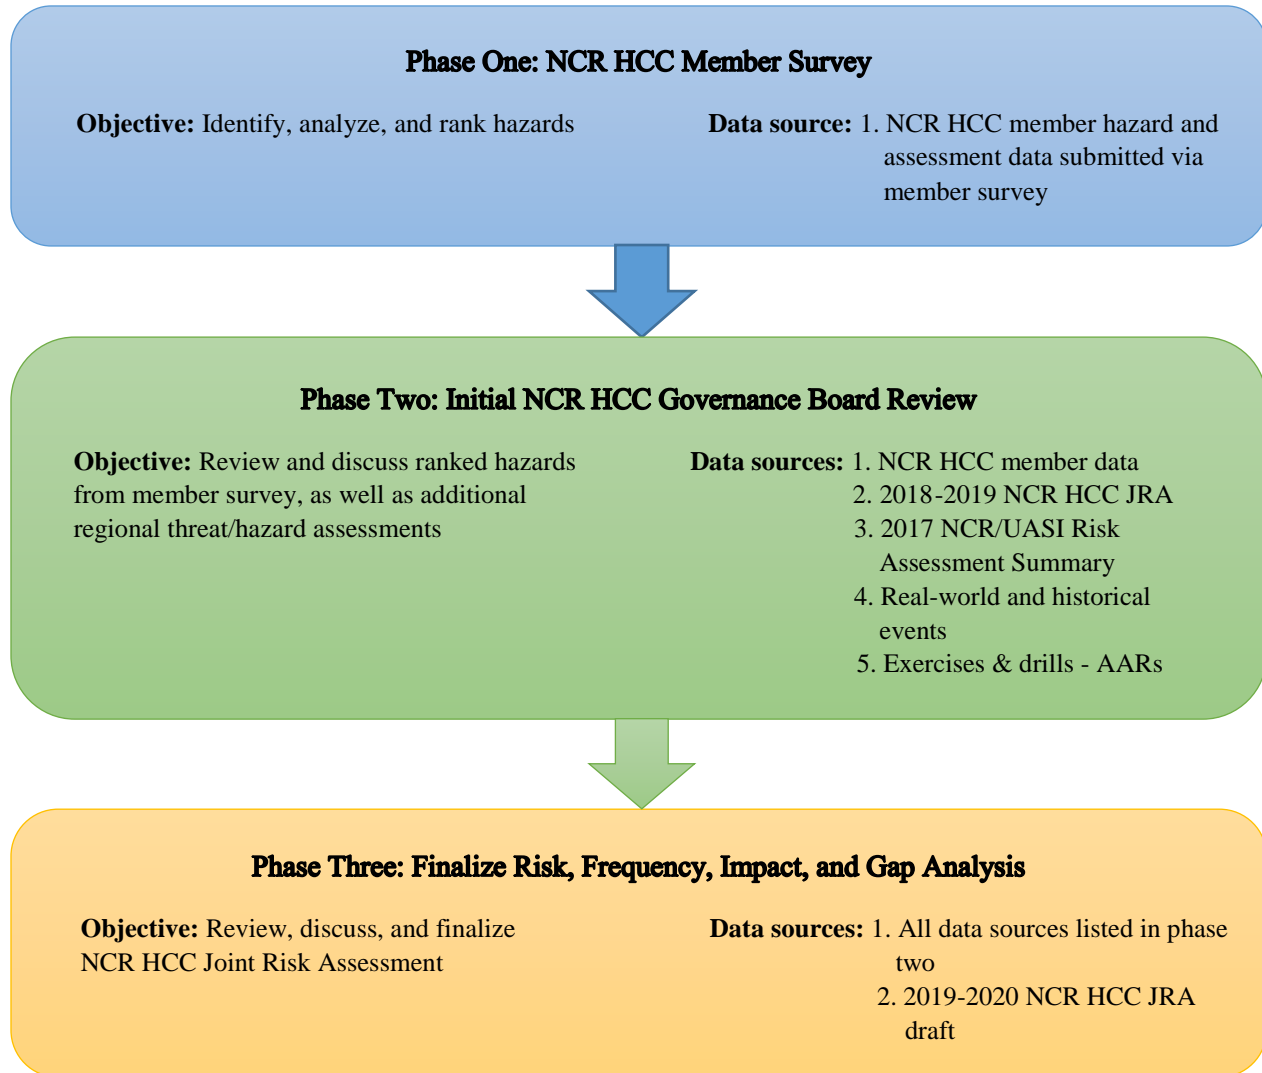 Phase One: NCR HCC Member Survey
Objective: Identify, analyze, and rank hazards
Data source: 1. NCR HCC member hazard and
assessment data submitted via
member survey
Phase Two: Initial NCR HCC Governance Board Review
Objective: Review and discuss ranked hazards
from member survey, as well as additional
regional threat/hazard assessments
Data sources: 1. NCR HCC member data
2. 2018-2019 NCR HCC JRA
3. 2017 NCR/UASI Risk
Assessment Summary
4. Real-world and historical
events
5. Exercises & drills - AARs
Phase Three: Finalize Risk, Frequency, Impact, and Gap Analysis
Objective: Review, discuss, and finalize
NCR HCC Joint Risk Assessment
Data sources: 1. All data sources listed in phase
two
2. 2019-2020 NCR HCC JRA
draft